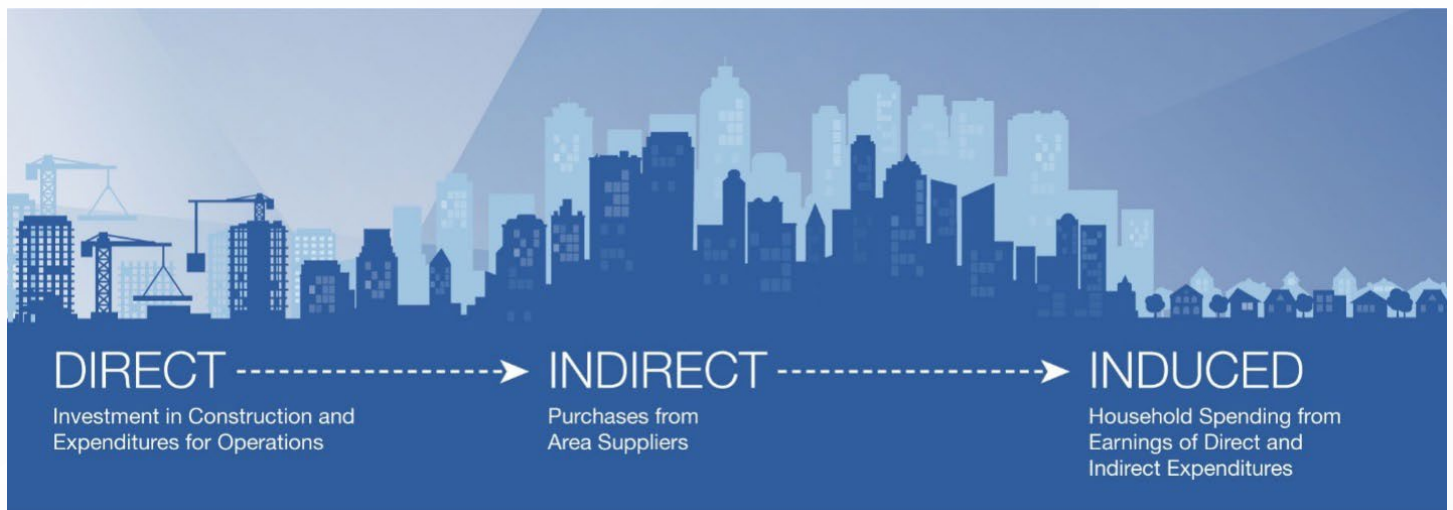 DIRECT
Investment in Construction and
Expenditures for Operations
INDIRECT
Purchases from
Area Suppliers
INDUCED
Household Spending from
Earnings of Direct and
Indirect Expenditures